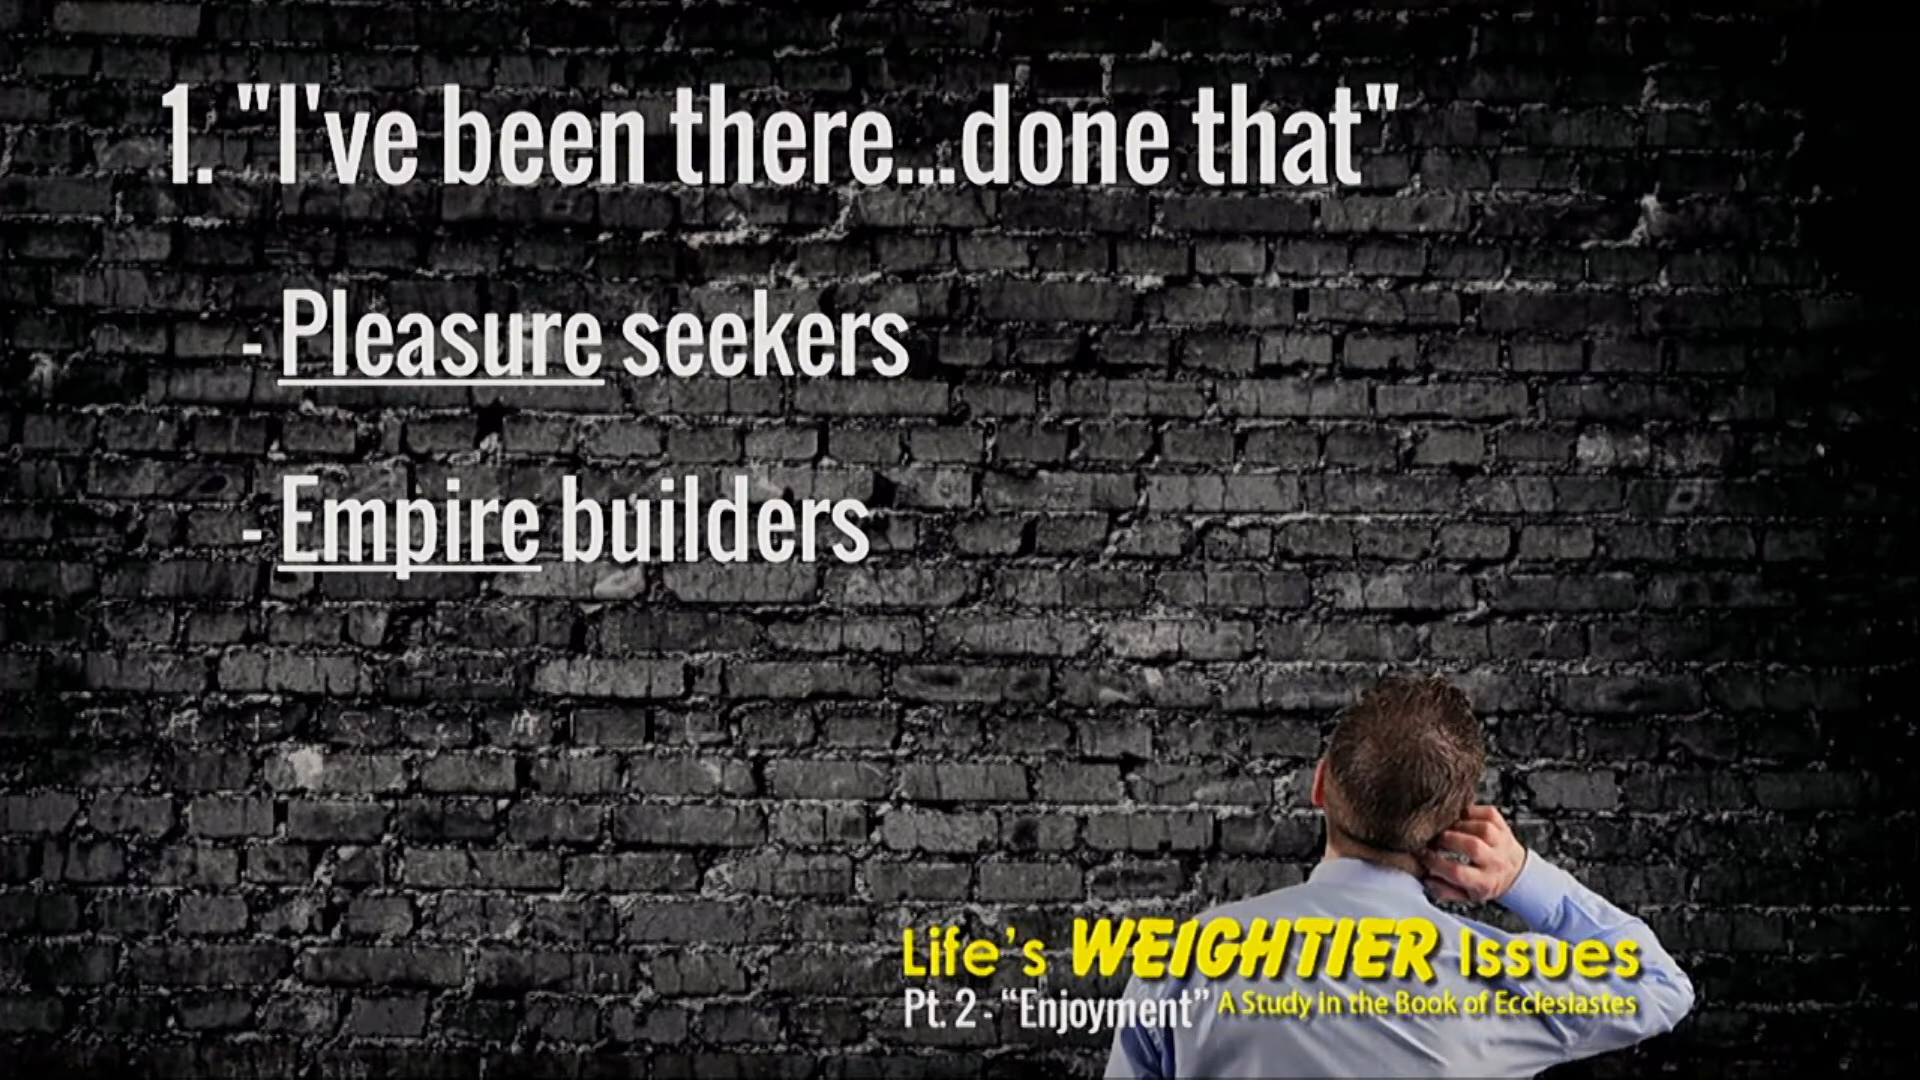 1. "I've been there...done that"
- Pleasure seekers
- Empire builders
Life's WEIGHTIER Issues
Pt. 2 - “Enjoyment” A Study in the Book of Ecclesiastes